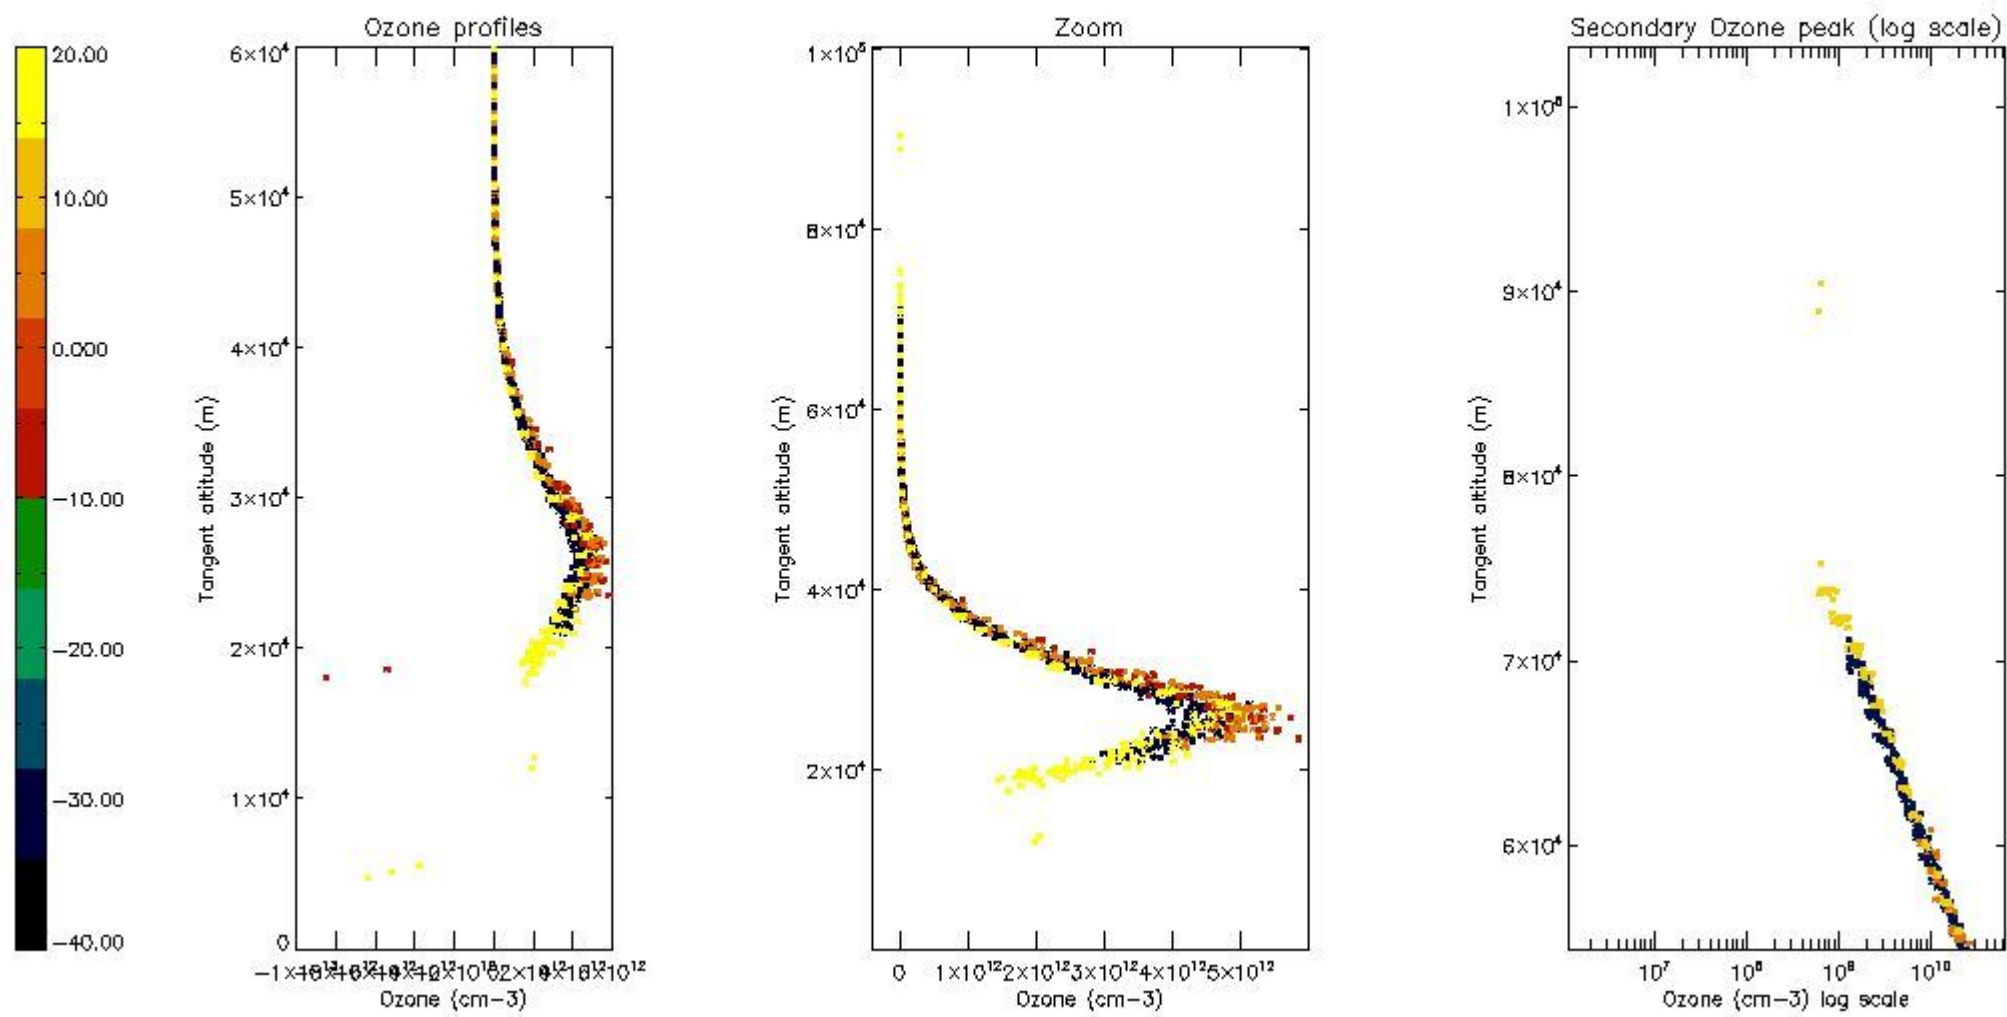 Ozone profiles
Zoom
Secondary Ozone peak (log scale)
20.00
10.00
0.000
−10.00
−20.00
−30.00
−40.00
6×10⁴
5×10⁴
4×10⁴
3×10⁴
2×10⁴
1×10⁴
0
Tangent altitude (m)
Ozone (cm−3)
1×10⁵
8×10⁴
6×10⁴
4×10⁴
2×10⁴
Tangent altitude (m)
0 1×10¹² 2×10¹² 3×10¹² 4×10¹² 5×10¹²
Ozone (cm−3)
9×10⁴
8×10⁴
7×10⁴
6×10⁴
Tangent altitude (m)
10⁷ 10⁸ 10⁹ 10¹⁰
Ozone (cm−3) log scale